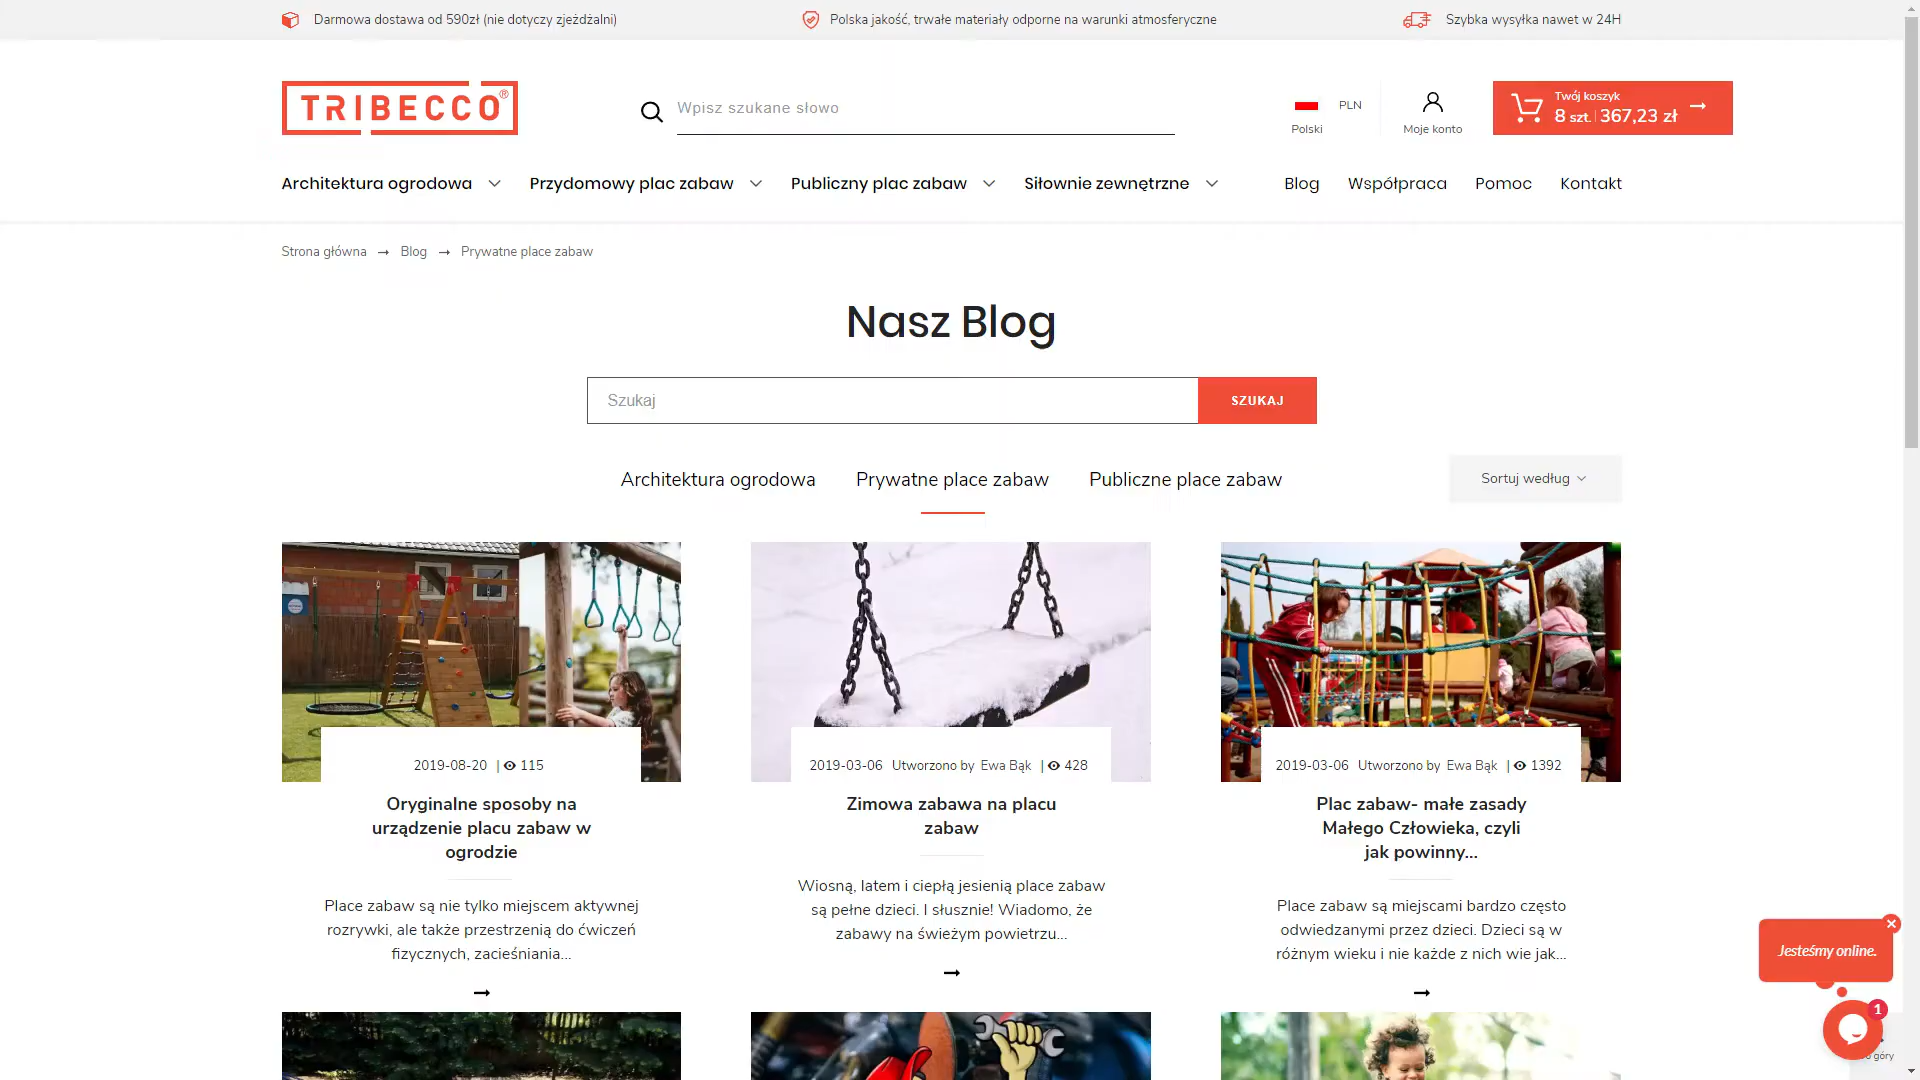 Darmowa dostawa od 590zł (nie dotyczy zjeżdżalni)
Polska jakość, trwałe materiały odporne na warunki atmosferyczne
Szybka wysyłka nawet w 24H
TRIBECCO®
Wpisz szukane słowo
Polski
PLN
Moje konto
Twój koszyk
8 szt. | 367,23 zł
Architektura ogrodowa
Przydomowy plac zabaw
Publiczny plac zabaw
Siłownie zewnętrzne
Blog
Współpraca
Pomoc
Kontakt
Strona główna → Blog → Prywatne place zabaw
Nasz Blog
Szukaj
SZUKAJ
Architektura ogrodowa
Prywatne place zabaw
Publiczne place zabaw
Sortuj według
2019-08-20 | 115
Oryginalne sposoby na
urządzenie placu zabaw w
ogrodzie
Place zabaw są nie tylko miejscem aktywnej
rozrywki, ale także przestrzenią do ćwiczeń
fizycznych, zacieśniania...
2019-03-06 Utworzono by Ewa Bąk | 428
Zimowa zabawa na placu
zabaw
Wiosną, latem i ciepłą jesienią place zabaw
są pełne dzieci. I słusznie! Wiadomo, że
zabawy na świeżym powietrzu...
2019-03-06 Utworzono by Ewa Bąk | 1392
Plac zabaw- małe zasady
Małego Człowieka, czyli
jak powinny...
Place zabaw są miejscami bardzo często
odwiedzanymi przez dzieci. Dzieci są w
różnym wieku i nie każde z nich wie jak...
Jesteśmy online.
1
góry